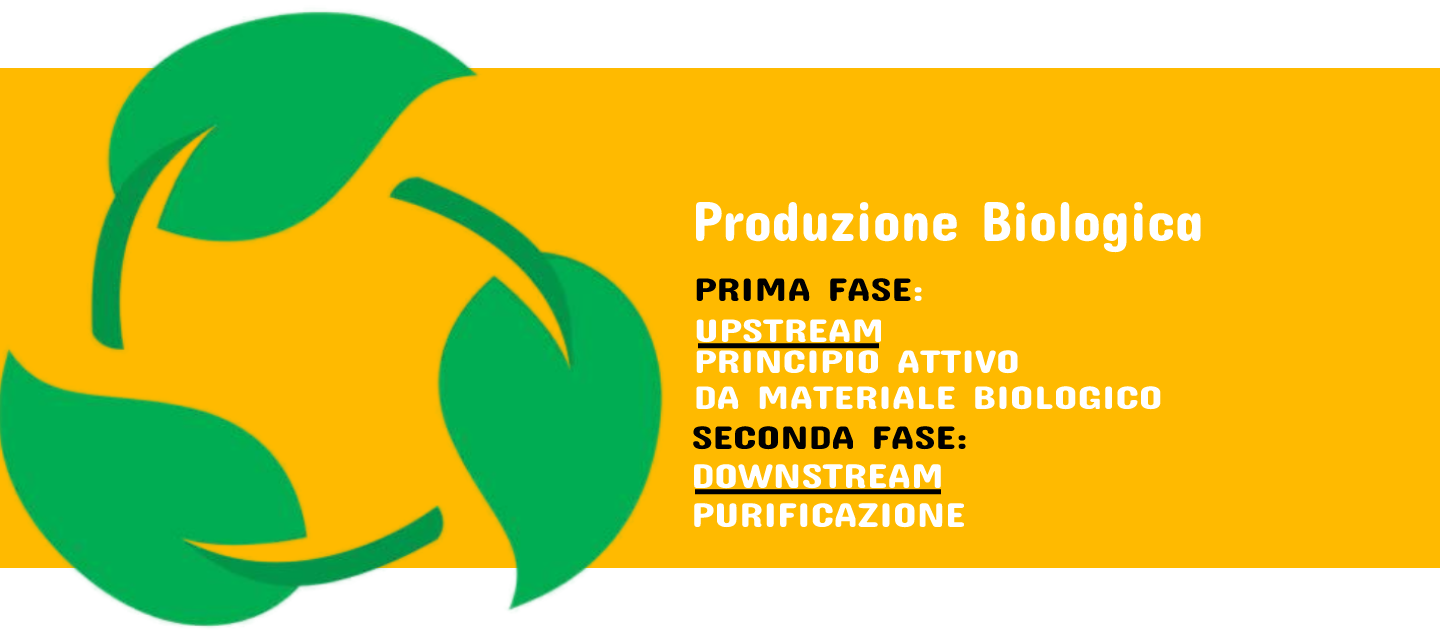 Produzione Biologica
PRIMA FASE:
UPSTREAM
PRINCIPIO ATTIVO
DA MATERIALE BIOLOGICO
SECONDA FASE:
DOWNSTREAM
PURIFICAZIONE